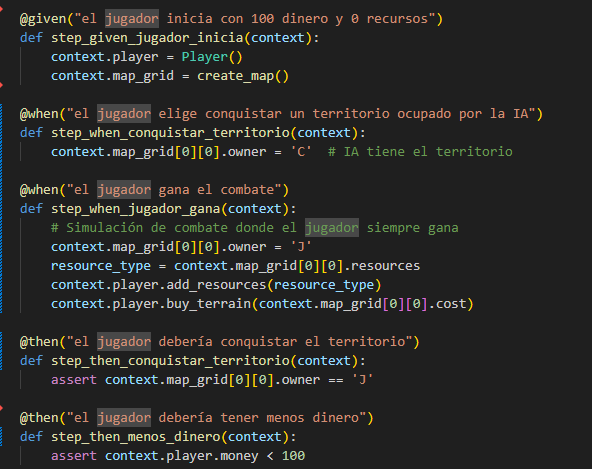 @given("el jugador inicia con 100 dinero y 0 recursos")
def step_given_jugador_inicia(context):
    context.player = Player()
    context.map_grid = create_map()
@when("el jugador elige conquistar un territorio ocupado por la IA")
def step_when_conquistar_territorio(context):
    context.map_grid[0][0].owner = 'C'  # IA tiene el territorio
@when("el jugador gana el combate")
def step_when_jugador_gana(context):
    # Simulación de combate donde el jugador siempre gana
    context.map_grid[0][0].owner = 'J'
    resource_type = context.map_grid[0][0].resources
    context.player.add_resources(resource_type)
    context.player.buy_terrain(context.map_grid[0][0].cost)
@then("el jugador debería conquistar el territorio")
def step_then_conquistar_territorio(context):
    assert context.map_grid[0][0].owner == 'J'
@then("el jugador debería tener menos dinero")
def step_then_menos_dinero(context):
    assert context.player.money < 100